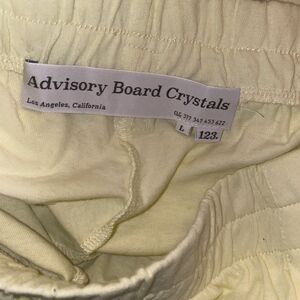 Advisory Board Crystals
Los Angeles, California
L
123.